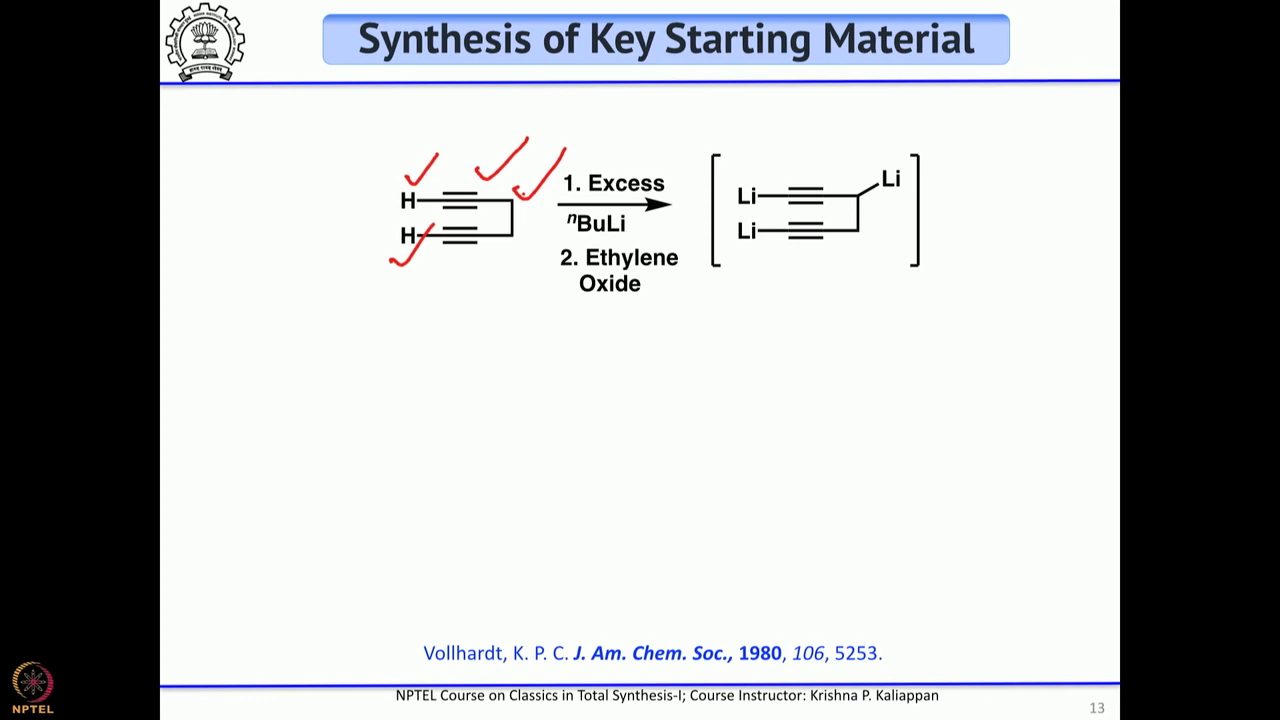 Synthesis of Key Starting Material
H
H
1. Excess
nBuLi
2. Ethylene
Oxide
Li
Li
Li
Vollhardt, K. P. C. J. Am. Chem. Soc., 1980, 106, 5253.
NPTEL Course on Classics in Total Synthesis-I; Course Instructor: Krishna P. Kaliappan
13
NPTEL